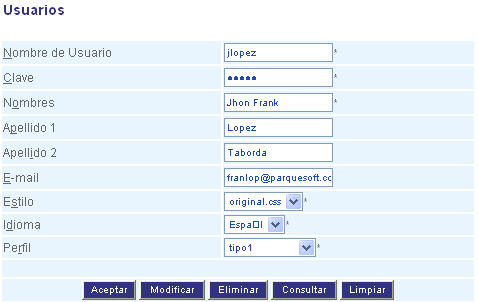 Usuarios
Nombre de Usuario jlopez *
Clave ●●●●● *
Nombres Jhon Frank *
Apellido 1 Lopez
Apellido 2 Taborda
E-mail franlop@parquesoft.cc
Estilo original.css *
Idioma Espa□l *
Perfil tipo1 *
Aceptar Modificar Eliminar Consultar Limpiar